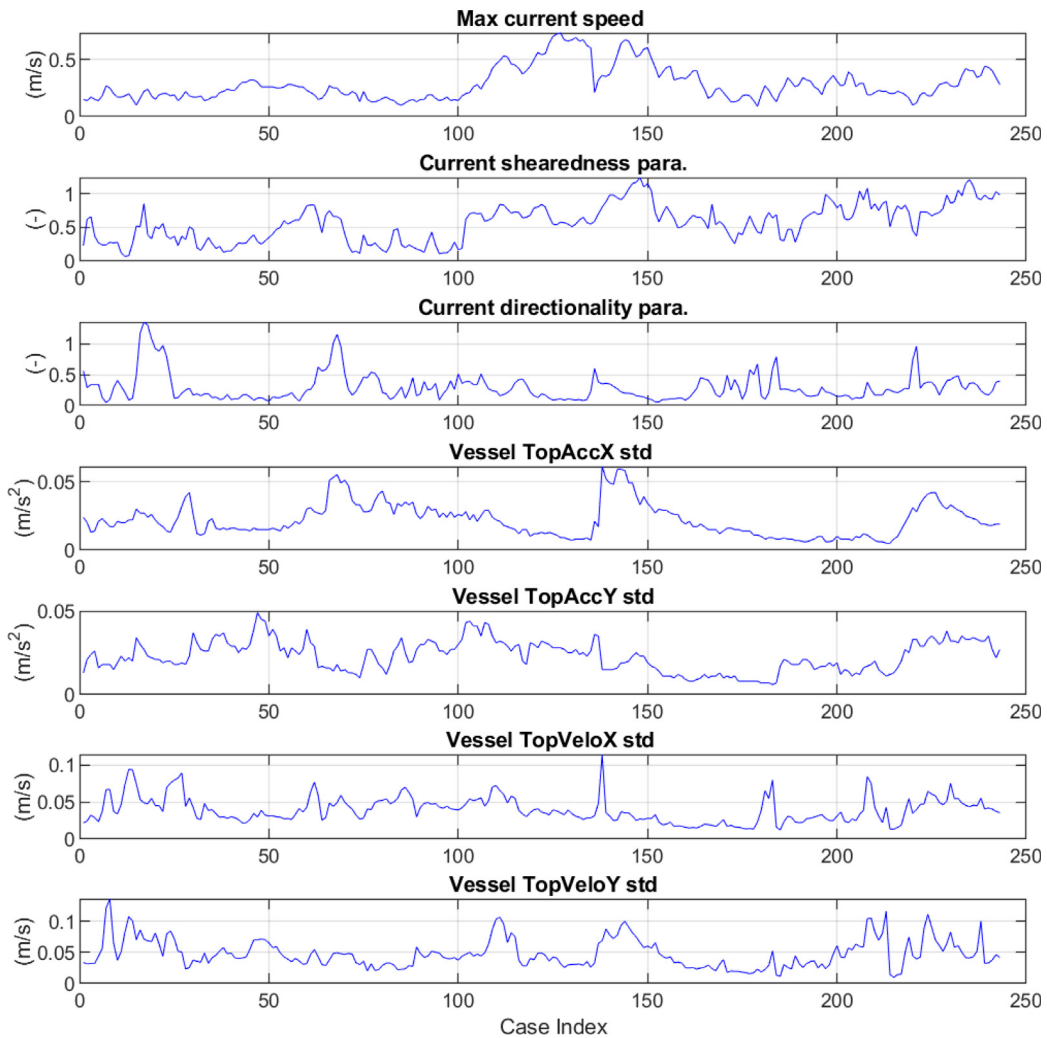 Max current speed
(m/s)
0.5
0
0 50 100 150 200 250
Current shearedness para.
(-)
1
0.5
0
0 50 100 150 200 250
Current directionality para.
(-)
1
0.5
0
0 50 100 150 200 250
Vessel TopAccX std
(m/s²)
0.05
0
0 50 100 150 200 250
Vessel TopAccY std
(m/s²)
0.05
0
0 50 100 150 200 250
Vessel TopVeloX std
(m/s)
0.1
0.05
0
0 50 100 150 200 250
Vessel TopVeloY std
(m/s)
0.1
0.05
0
0 50 100 150 200 250
Case Index